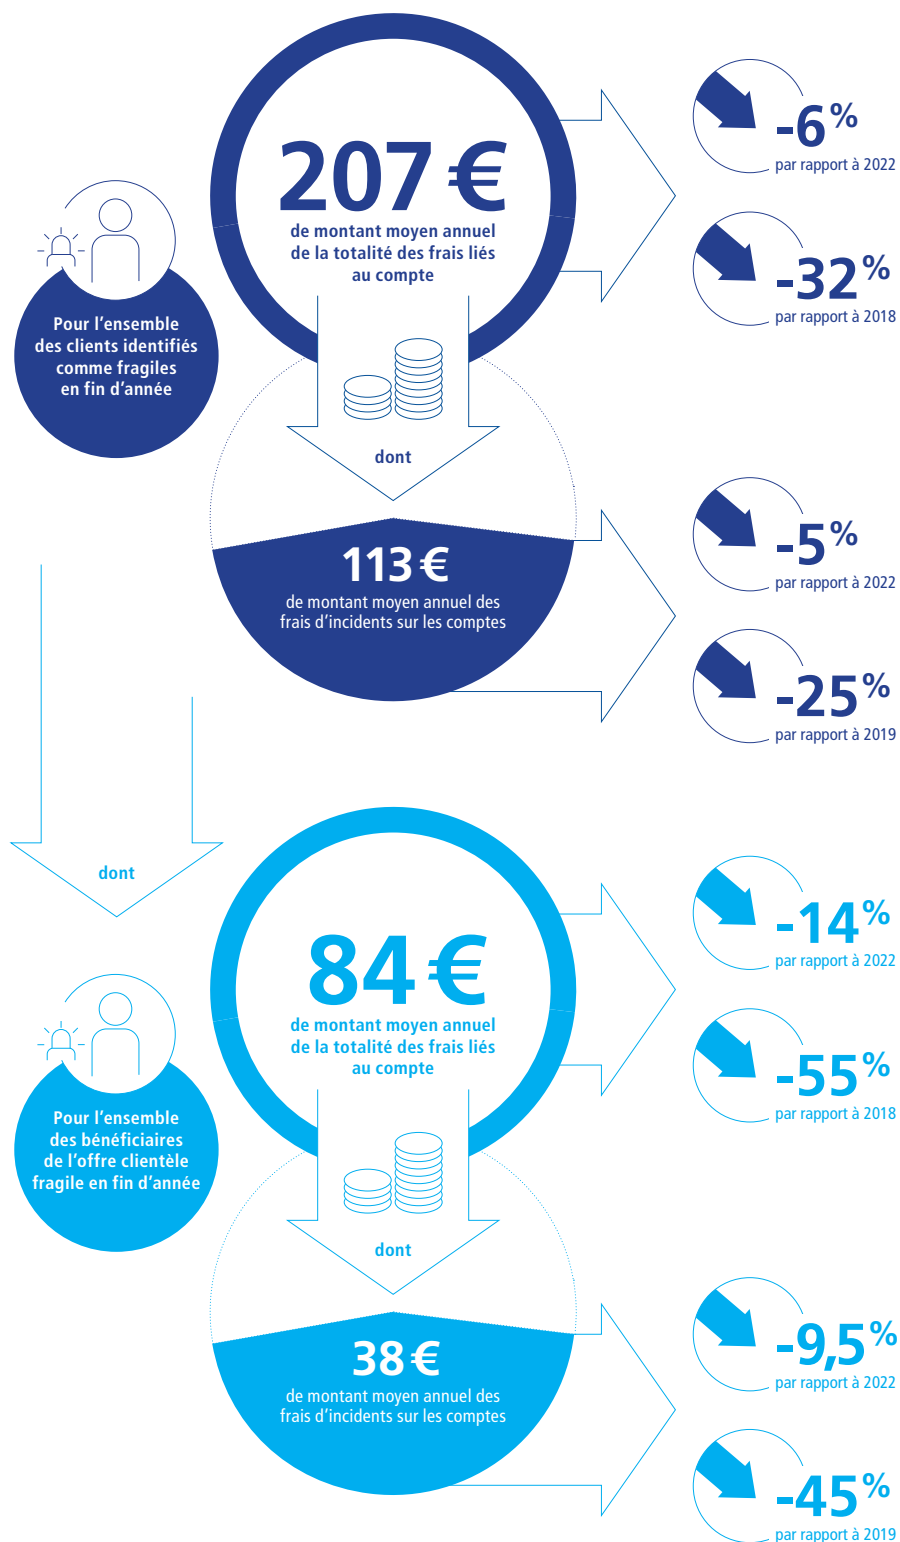 207 €
de montant moyen annuel
de la totalité des frais liés
au compte
-6%
par rapport à 2022
-32%
par rapport à 2018
Pour l'ensemble
des clients identifiés
comme fragiles
en fin d'année
dont
113 €
de montant moyen annuel des
frais d'incidents sur les comptes
-5%
par rapport à 2022
-25%
par rapport à 2019
dont
84 €
de montant moyen annuel
de la totalité des frais liés
au compte
-14%
par rapport à 2022
-55%
par rapport à 2018
Pour l'ensemble
des bénéficiaires
de l'offre clientèle
fragile en fin d'année
dont
38 €
de montant moyen annuel des
frais d'incidents sur les comptes
-9,5%
par rapport à 2022
-45%
par rapport à 2019